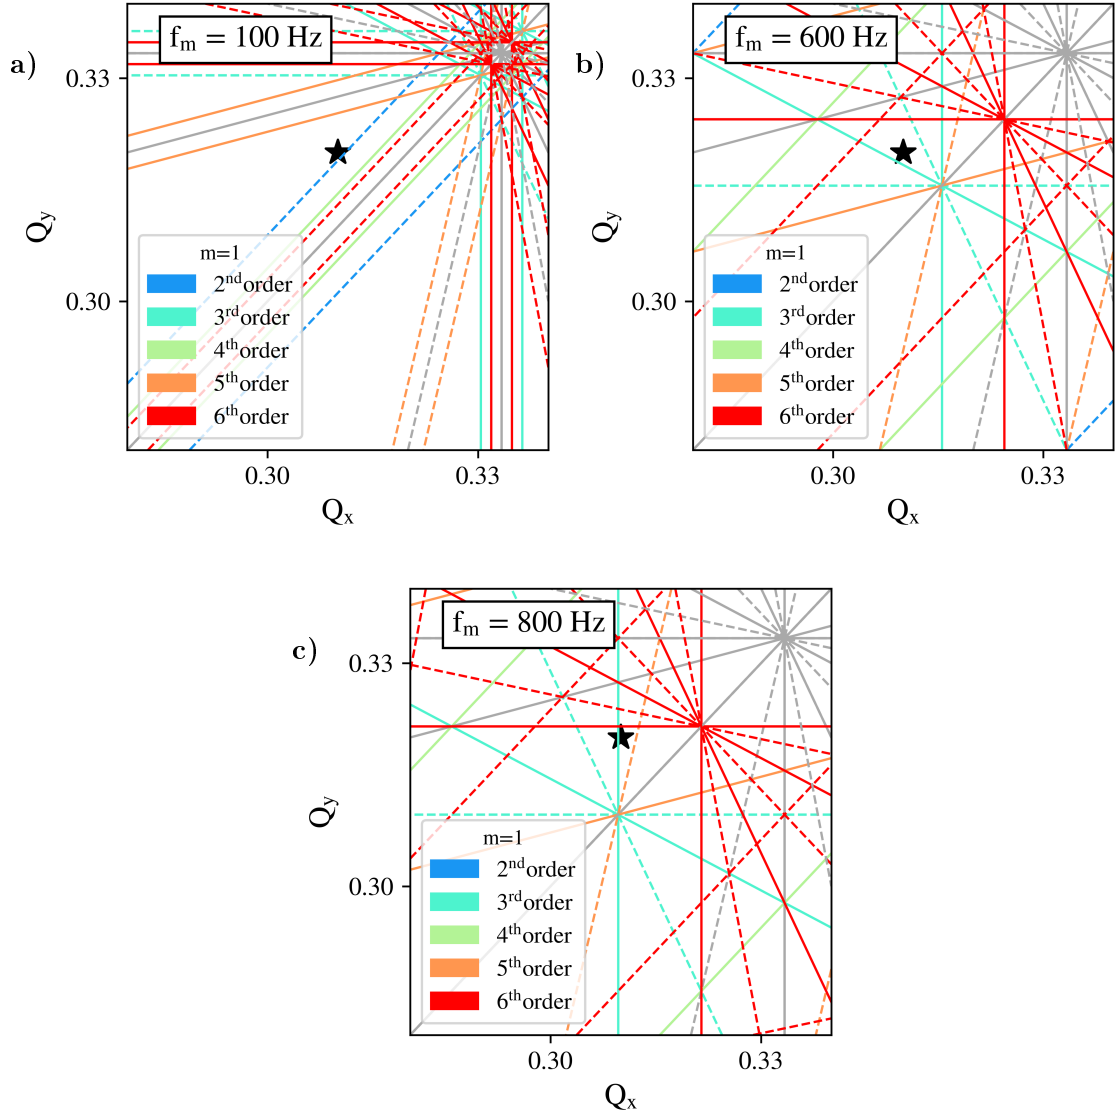 a)
f_m = 100 Hz
0.33
0.30
Q_y
m=1
2^nd order
3^rd order
4^th order
5^th order
6^th order
0.30
0.33
Q_x
b)
f_m = 600 Hz
0.33
0.30
Q_y
m=1
2^nd order
3^rd order
4^th order
5^th order
6^th order
0.30
0.33
Q_x
c)
f_m = 800 Hz
0.33
0.30
Q_y
m=1
2^nd order
3^rd order
4^th order
5^th order
6^th order
0.30
0.33
Q_x